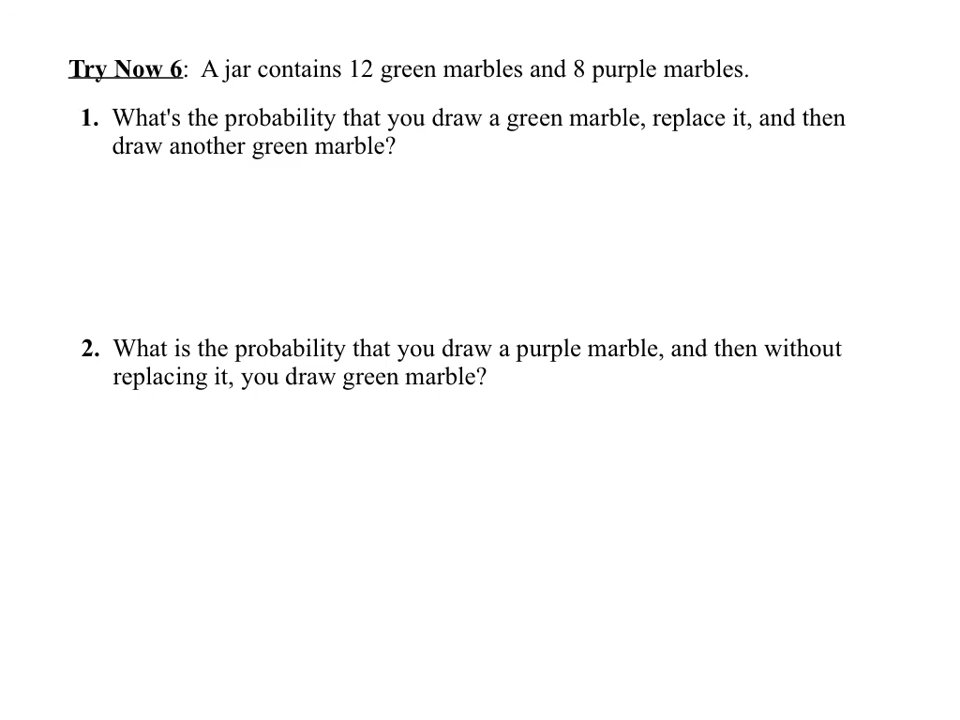 Try Now 6: A jar contains 12 green marbles and 8 purple marbles.
1. What's the probability that you draw a green marble, replace it, and then
draw another green marble?
2. What is the probability that you draw a purple marble, and then without
replacing it, you draw green marble?